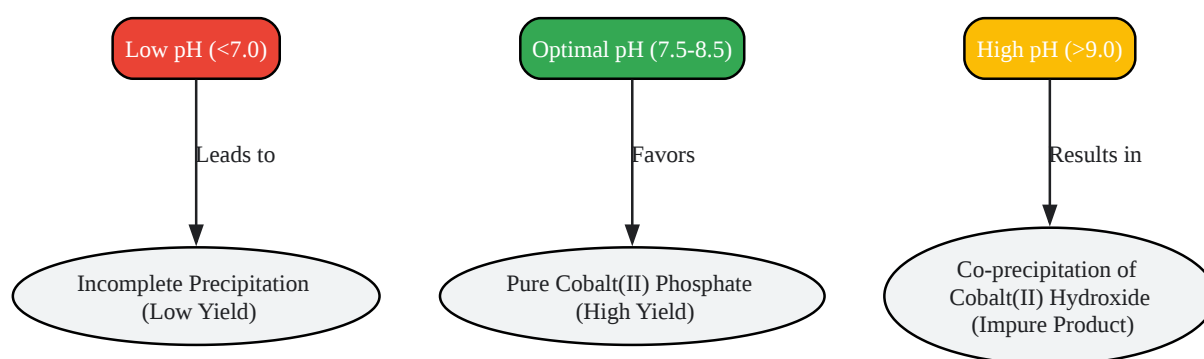 Low pH (<7.0)
Optimal pH (7.5-8.5)
High pH (>9.0)
Leads to
Favors
Results in
Incomplete Precipitation
(Low Yield)
Pure Cobalt(II) Phosphate
(High Yield)
Co-precipitation of
Cobalt(II) Hydroxide
(Impure Product)